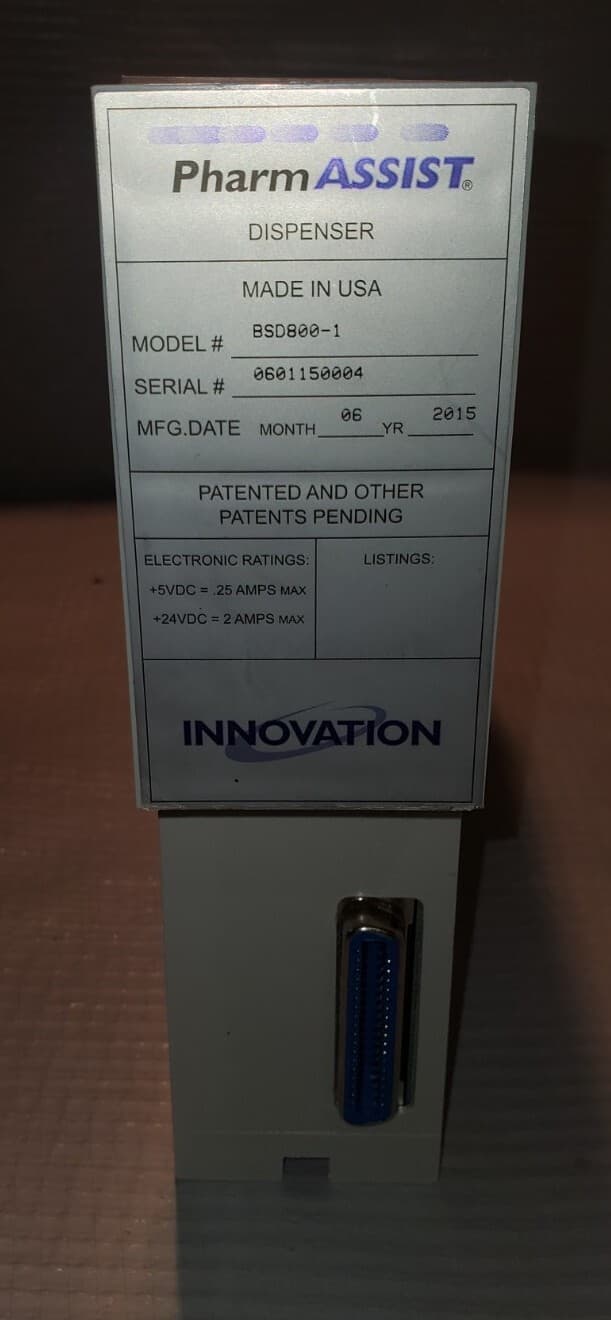 PharmASSIST®
DISPENSER
MADE IN USA
MODEL # BSD800-1
SERIAL # 0601150004
MFG.DATE MONTH 06 YR 2015
PATENTED AND OTHER
PATENTS PENDING
ELECTRONIC RATINGS:
+5VDC = .25 AMPS MAX
+24VDC = 2 AMPS MAX
LISTINGS:
INNOVATION